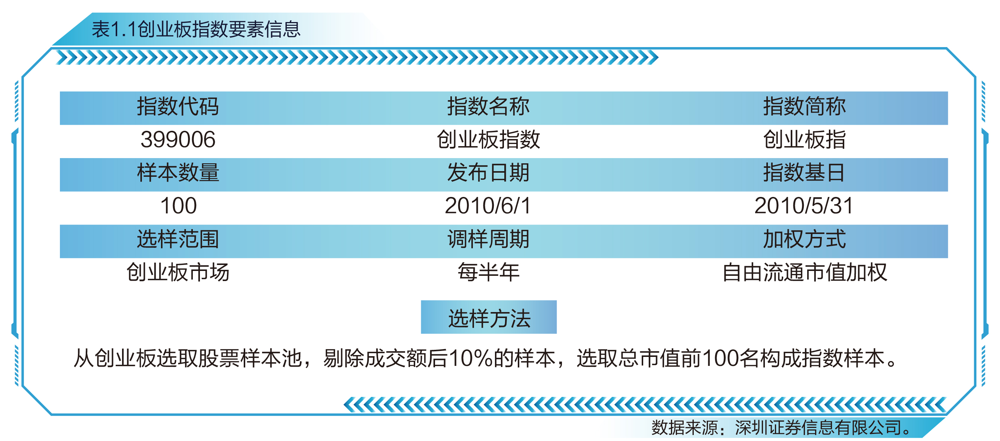 表1.1创业板指数要素信息
指数代码 指数名称 指数简称
399006 创业板指数 创业板指
样本数量 发布日期 指数基日
100 2010/6/1 2010/5/31
选样范围 调样周期 加权方式
创业板市场 每半年 自由流通市值加权
选样方法
从创业板选取股票样本池，剔除成交额后10%的样本，选取总市值前100名构成指数样本。
数据来源：深圳证券信息有限公司。